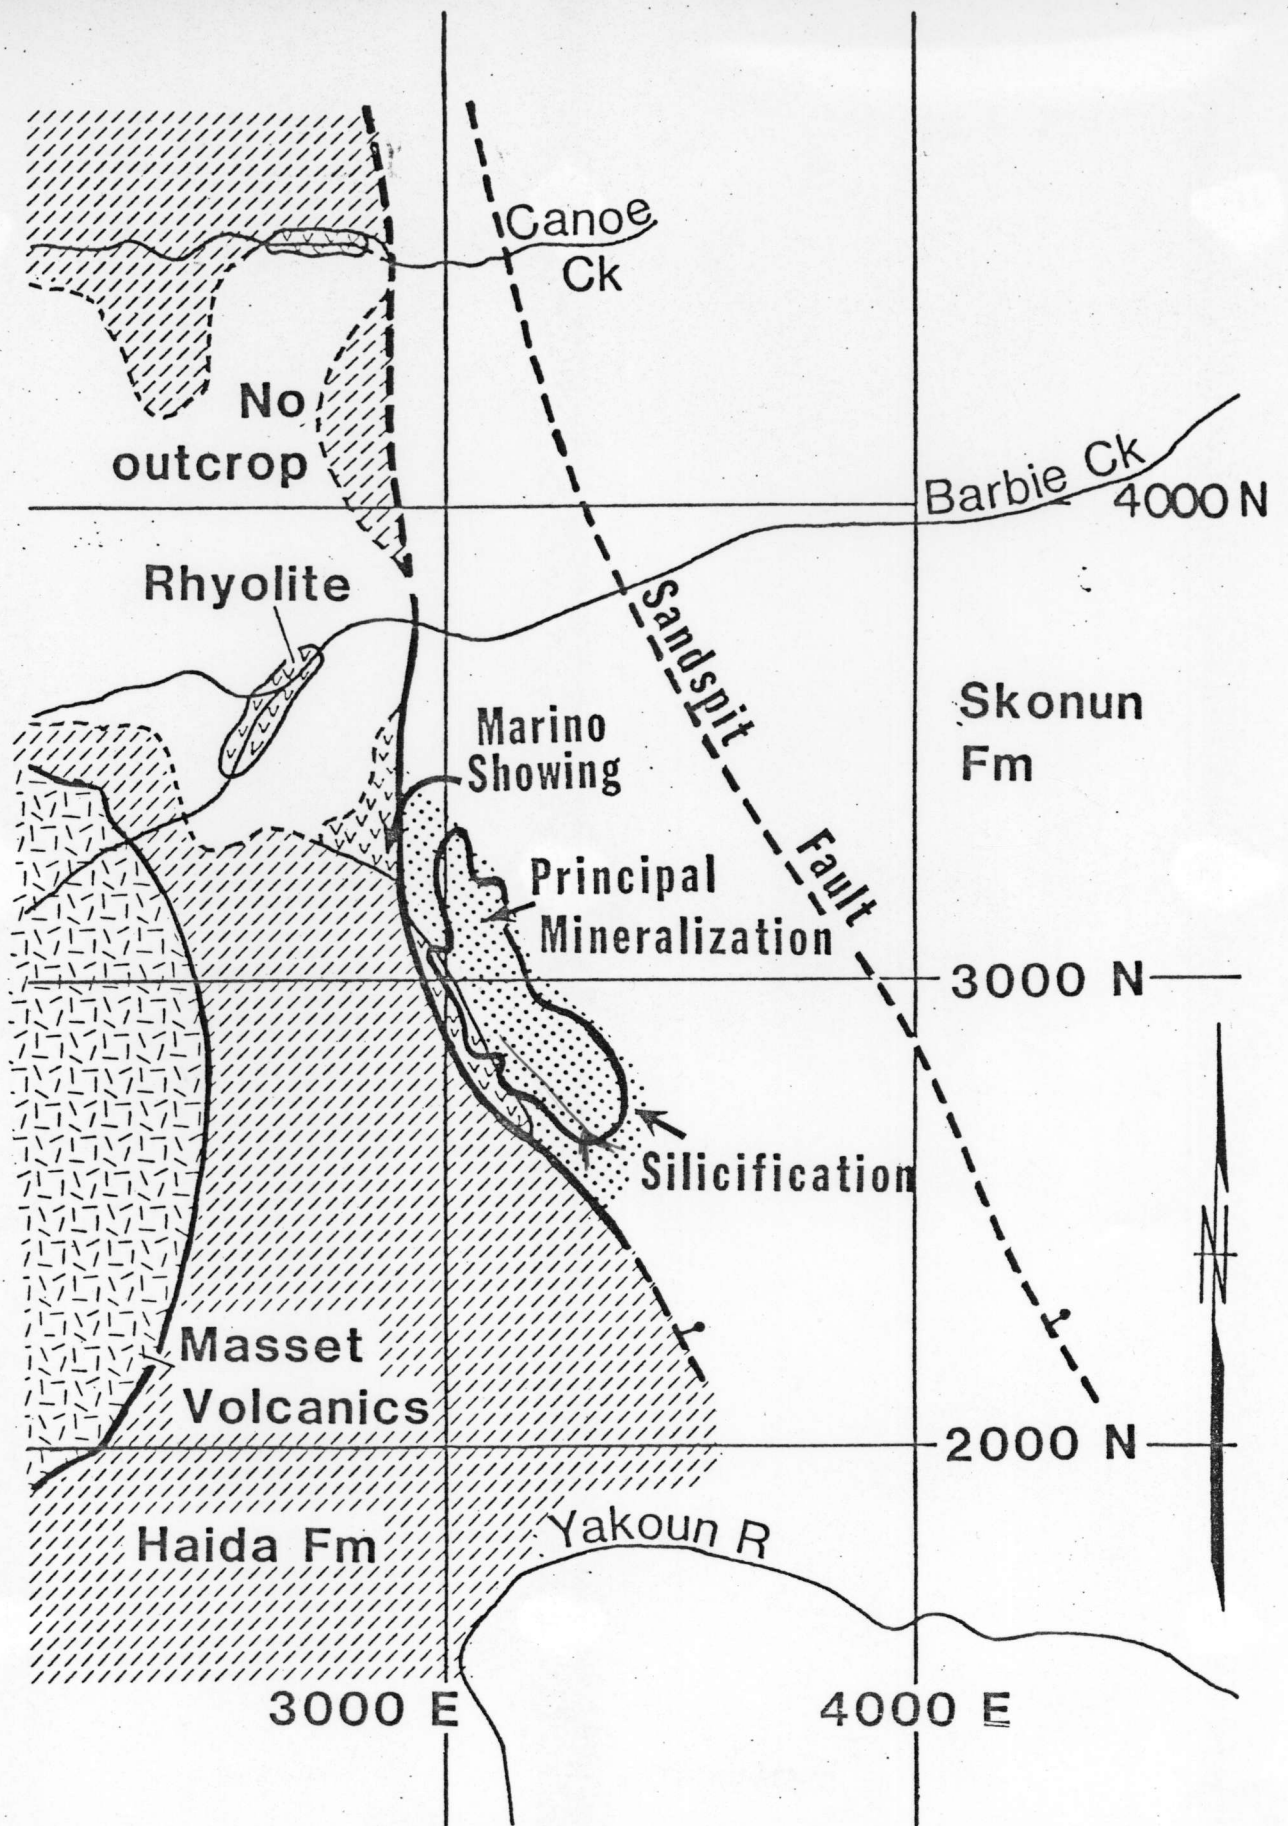 Canoe
Ck
No
outcrop
Barbie Ck
4000 N
Rhyolite
Sandspit
Fault
Skonun
Fm
Marino
Showing
Principal
Mineralization
3000 N
Silicification
N
Masset
Volcanics
2000 N
Haida Fm
Yakoun R
3000 E
4000 E